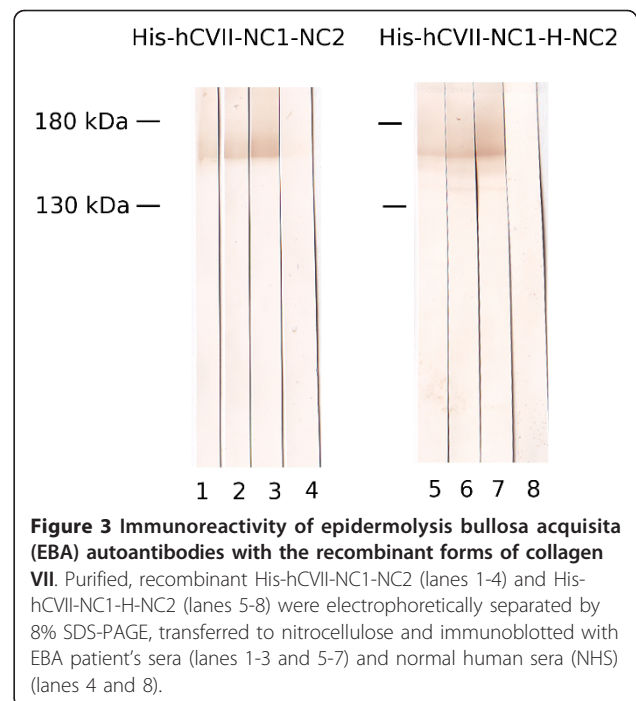 His-hCVII-NC1-NC2 His-hCVII-NC1-H-NC2
180 kDa —
130 kDa —
1 2 3 4 5 6 7 8
Figure 3 Immunoreactivity of epidermolysis bullosa acquisita
(EBA) autoantibodies with the recombinant forms of collagen
VII. Purified, recombinant His-hCVII-NC1-NC2 (lanes 1-4) and His-
hCVII-NC1-H-NC2 (lanes 5-8) were electrophoretically separated by
8% SDS-PAGE, transferred to nitrocellulose and immunoblotted with
EBA patient's sera (lanes 1-3 and 5-7) and normal human sera (NHS)
(lanes 4 and 8).